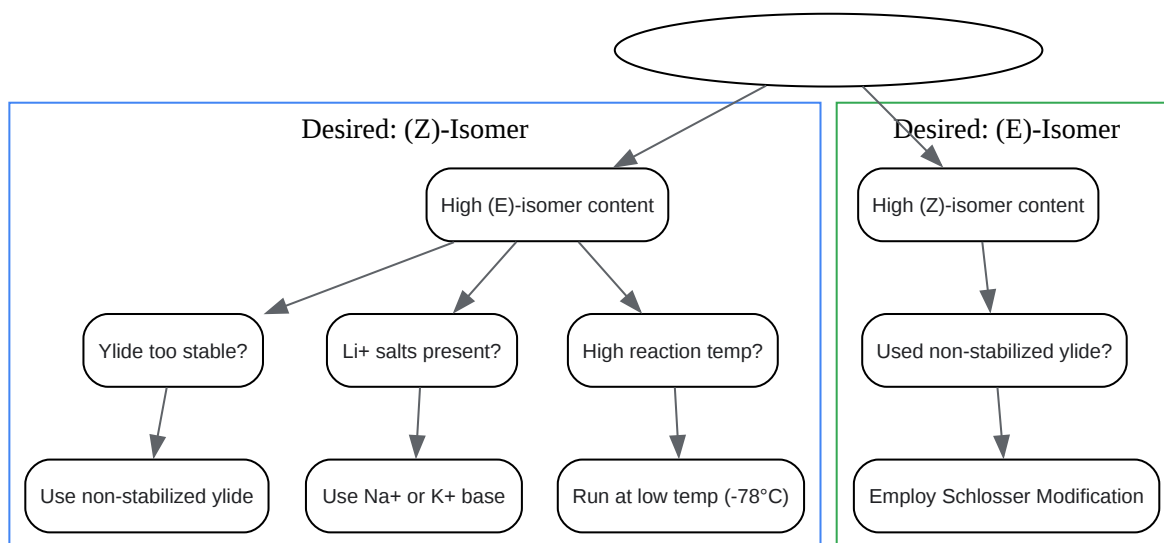 Desired: (Z)-Isomer
Desired: (E)-Isomer
High (E)-isomer content
High (Z)-isomer content
Ylide too stable?
Li+ salts present?
High reaction temp?
Used non-stabilized ylide?
Use non-stabilized ylide
Use Na+ or K+ base
Run at low temp (-78°C)
Employ Schlosser Modification